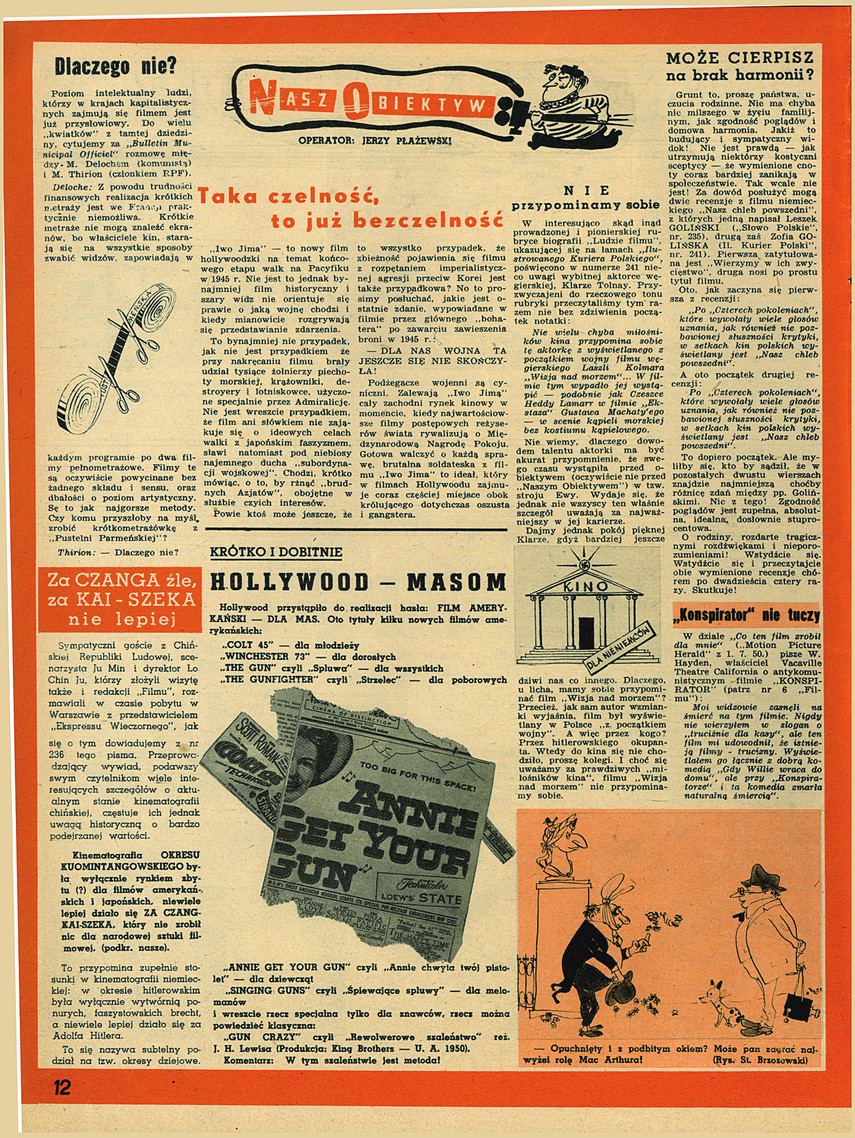 Dlaczego nie?
Poziom intelektualny ludzi,
którzy w krajach kapitalistycz-
nych zajmują się filmem jest
już przysłowiowy. Do wielu
„kwiatków” z tamtej dziedzi-
ny, cytujemy za „Bulletin Mu-
nicipal Officiel” rozmowę mię-
dzy M. Delochem (komunistą)
i M. Thirion (członkiem RPF).
Déloche: Z powodu trudności
finansowych realizacja krótkich
metraży jest we Francji prak-
tycznie niemożliwa. Krótkie
metraże nie mogą znaleźć ekra-
nów, bo właściciele kin, stara-
ją się na wszystkie sposoby
zwabić widzów, zapowiadają w
każdym programie po dwa fil-
my pełnometrażowe. Filmy te
są oczywiście powycinane bez
żadnego składu i sensu, oraz
dbałości o poziom artystyczny.
Są to jak najgorsze metody.
Czy komu przyszłoby na myśl,
zrobić krótkometrażówkę z
„Pustelni Parmeńskiej”?
Thirion: — Dlaczego nie?
Za CZANGA źle,
za KAI-SZEKA
nie lepiej
Sympatyczni goście z Chiń-
skiej Republiki Ludowej, sce-
narzysta Ju Min i dyrektor Lo
Chin Ju, którzy złożyli wizytę
także i redakcji „Filmu”, roz-
mawiali w czasie pobytu w
Warszawie z przedstawicielem
„Ekspressu Wieczornego”, jak
się o tym dowiadujemy z nr
236 tego pisma. Przeprowa-
dzający wywiad, podawszy
swym czytelnikom wiele inte-
resujących szczegółów o aktu-
alnym stanie kinematografii
chińskiej, częstuje ich jednak
uwagą historyczną o bardzo
podejrzanej wartości.
Kinematografia OKRESU
KUOMINTANGOWSKIEGO by-
ła wyłącznie rynkiem zby-
tu (?) dla filmów amerykań-
skich i japońskich, niewiele
lepiej działo się ZA CZANG-
KAI-SZEKA, który nie zrobił
nic dla narodowej sztuki fil-
mowej. (podkr. nasze).
To przypomina zupełnie sto-
sunki w kinematografii niemiec-
kiej: w okresie hitlerowskim
była wyłącznie wytwórnią po-
nurych, faszystowskich brecht,
a niewiele lepiej działo się za
Adolfa Hitlera.
To się nazywa subtelny po-
dział na tzw. okresy dziejowe.
NASZ OBIEKTYW
OPERATOR: JERZY PŁAŻEWSKI
Taka czelność,
to już bezczelność
„Iwo Jima” — to nowy film
hollywoodzki na temat końco-
wego etapu walk na Pacyfiku
w 1945 r. Nie jest to jednak by-
najmniej film historyczny i
szary widz nie orientuje się
prawie o jaką wojnę chodzi i
kiedy mianowicie rozgrywają
się przedstawianie zdarzenia.
To bynajmniej nie przypadek,
jak nie jest przypadkiem że
przy nakręcaniu filmu brały
udział tysiące żołnierzy piecho-
ty morskiej, krążowniki, de-
stroyery i lotniskowce, użyczo-
ne specjalnie przez Admiralicję.
Nie jest wreszcie przypadkiem,
że film ani słówkiem nie zają-
kuje się o ideowych celach
walki z japońskim faszyzmem,
sławi natomiast pod niebiosy
najemnego ducha „subordyna-
cji wojskowej”. Chodzi, krótko
mówiąc, o to, by rżnąć „brud-
nych Azjatów”, obojętne w
służbie czyich interesów.
Powie ktoś może jeszcze, że
to wszystko przypadek, że
zbieżność pojawienia się filmu
z rozpętaniem imperialistycz-
nej agresji przeciw Korei jest
także przypadkowa? No to pro-
simy posłuchać, jakie jest o-
statnie zdanie, wypowiadane w
filmie przez głównego „boha-
tera” po zawarciu zawieszenia
broni w 1945 r.:
— DLA NAS WOJNA TA
JESZCZE SIĘ NIE SKOŃCZY-
ŁA!
Podżegacze wojenni są cy-
niczni. Zalewają „Iwo Jimą”
cały zachodni rynek kinowy w
momencie, kiedy najwartościow-
sze filmy postępowych reżyse-
rów świata rywalizują o Mię-
dzynarodową Nagrodę Pokoju.
Gotowa walczyć o każdą spra-
wę, brutalna soldateska z fil-
mu „Iwo Jima” to ideał, który
w filmach Hollywoodu zajmu-
je coraz częściej miejsce obok
królującego dotychczas oszusta
i gangstera.
KRÓTKO I DOBITNIE
HOLLYWOOD – MASOM
Hollywood przystąpiło do realizacji hasła: FILM AMERY-
KAŃSKI — DLA MAS. Oto tytuły kilku nowych filmów ame-
rykańskich:
„COLT 45” — dla młodzieży
„WINCHESTER 73” — dla dorosłych
„THE GUN” czyli „Spluwa” — dla wszystkich
„THE GUNFIGHTER” czyli „Strzelec” — dla poborowych
TOO BIG FOR THIS SPACE!
ANNIE
GET YOUR
GUN
Technicolor
LOEW'S STATE
„ANNIE GET YOUR GUN” czyli „Annie chwyta twój pisto-
let” — dla dziewcząt
„SINGING GUNS” czyli „Śpiewające spluwy” — dla melo-
manów
i wreszcie rzecz specjalna tylko dla znawców, rzecz można
powiedzieć klasyczna:
„GUN CRAZY” czyli „Rewolwerowe szaleństwo” reż.
J. H. Lewisa (Produkcja: King Brothers — U. A. 1950).
Komentarz: W tym szaleństwie jest metoda!
NIE
przypominamy sobie
W interesująco skąd inąd
prowadzonej i pionierskiej ru-
bryce biografii „Ludzie filmu”,
ukazującej się na łamach „Ilu-
strowanego Kuriera Polskiego”,
poświęcono w numerze 241 nie-
co uwagi wybitnej aktorce wę-
gierskiej, Klarze Tolnay. Przy-
zwyczajeni do rzeczowego tonu
rubryki przeczytaliśmy tym ra-
zem nie bez zdziwienia począ-
tek notatki:
Nie wielu chyba miłośni-
ków kina przypomina sobie
tę aktorkę z wyświetlanego z
początkiem wojny filmu wę-
gierskiego Laszli Kolmara
„Wizja nad morzem”... W fil-
mie tym wypadło jej wystą-
pić — podobnie jak Czeszce
Heddy Lamarr w filmie „Ek-
staza” Gustawa Machaty'ego
— w scenie kąpieli morskiej
bez kostiumu kąpielowego.
Nie wiemy, dlaczego dowo-
dem talentu aktorki ma być
akurat przypomnienie, że swe-
go czasu wystąpiła przed o-
biektywem (oczywiście nie przed
„Naszym Obiektywem”) w tzw.
stroju Ewy. Wydaje się, że
jednak nie wszyscy ten właśnie
szczegół uważają za najważ-
niejszy w jej karierze.
Dajmy jednak pokój pięknej
Klarze, gdyż bardziej jeszcze
KINO
DLA NIEMCÓW
dziwi nas co innego. Dlaczego,
u licha, mamy sobie przypomi-
nać film „Wizja nad morzem”?
Przecież, jak sam autor wzmian-
ki wyjaśnia, film był wyświe-
tlany w Polsce „z początkiem
wojny”. A więc przez kogo?
Przez hitlerowskiego okupan-
ta. Wtedy do kina się nie cho-
dziło, proszę kolegi. I choć się
uważamy za prawdziwych „mi-
łośników kina”, filmu „Wizja
nad morzem” nie przypomina-
my sobie.
MOŻE CIERPISZ
na brak harmonii?
Grunt to, proszę państwa, u-
czucia rodzinne. Nie ma chyba
nic milszego w życiu familij-
nym, jak zgodność poglądów i
domowa harmonia. Jakiż to
budujący i sympatyczny wi-
dok! Nie jest prawdą — jak
utrzymują niektórzy kostyczni
sceptycy — że wymienione cno-
ty coraz bardziej zanikają w
społeczeństwie. Tak wcale nie
jest! Za dowód posłużyć mogą
dwie recenzje z filmu niemiec-
kiego „Nasz chleb powszedni”,
z których jedną napisał Leszek
GOLIŃSKI („Słowo Polskie”,
nr. 235), drugą zaś Zofia GO-
LIŃSKA (Il. Kurier Polski”,
nr. 241). Pierwsza zatytułowa-
na jest „Wierzymy w ich zwy-
cięstwo”, druga nosi po prostu
tytuł filmu.
Oto, jak zaczyna się pierw-
sza z recenzji:
„Po „Czterech pokoleniach”,
które wywołały wiele głosów
uznania, jak również nie poz-
bawionej słuszności krytyki,
w setkach kin polskich wy-
świetlany jest „Nasz chleb
powszedni”.
A oto początek drugiej re-
cenzji:
Po „Czterech pokoleniach”,
które wywołały wiele głosów
uznania, jak również nie poz-
bawionej słuszności krytyki,
w setkach kin polskich wy-
świetlany jest „Nasz chleb
powszedni”.
To dopiero początek. Ale my-
liłby się, kto by sądził, że w
pozostałych dwustu wierszach
znajdzie najmniejszą choćby
różnicę zdań między pp. Goliń-
skimi. Nic z tego! Zgodność
poglądów jest zupełna, absolut-
na, idealna, dosłownie stupro-
centowa.
O rodziny, rozdarte tragicz-
nymi rozdźwiękami i nieporo-
zumieniami! Wstydźcie się.
Wstydźcie się i przeczytajcie
obie wymienione recenzje chó-
rem po dwadzieścia cztery ra-
zy. Skutkuje!
„Konspirator” nie tuczy
W dziale „Co ten film zrobił
dla mnie” („Motion Picture
Herald” z 1. 7. 50.) pisze W.
Hayden, właściciel Vacaville
Theatre California o antykomu-
nistycznym filmie „KONSPI-
RATOR” (patrz nr 6 „Fil-
mu”):
Moi widzowie zasnęli na
śmierć na tym filmie. Nigdy
nie wierzyłem w slogan o
„truciźnie dla kasy”, ale ten
film mi udowodnił, że istnie-
ją filmy - trucizny. Wyświe-
tlałem go łącznie z dobrą ko-
medią „Gdy Willie wraca do
domu”, ale przy „Konspira-
torze” i ta komedia zmarła
naturalną śmiercią”.
— Opuchnięty i z podbitym okiem? Może pan zagrać naj-
wyżej rolę Mac Arthura! (Rys. St. Brzozowski)
12